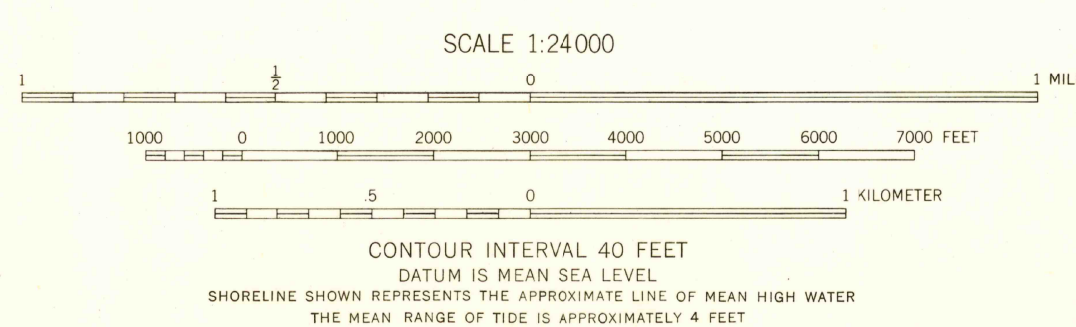 SCALE 1:24000
1 ½ 0 1 MIL
1000 0 1000 2000 3000 4000 5000 6000 7000 FEET
1 .5 0 1 KILOMETER
CONTOUR INTERVAL 40 FEET
DATUM IS MEAN SEA LEVEL
SHORELINE SHOWN REPRESENTS THE APPROXIMATE LINE OF MEAN HIGH WATER
THE MEAN RANGE OF TIDE IS APPROXIMATELY 4 FEET